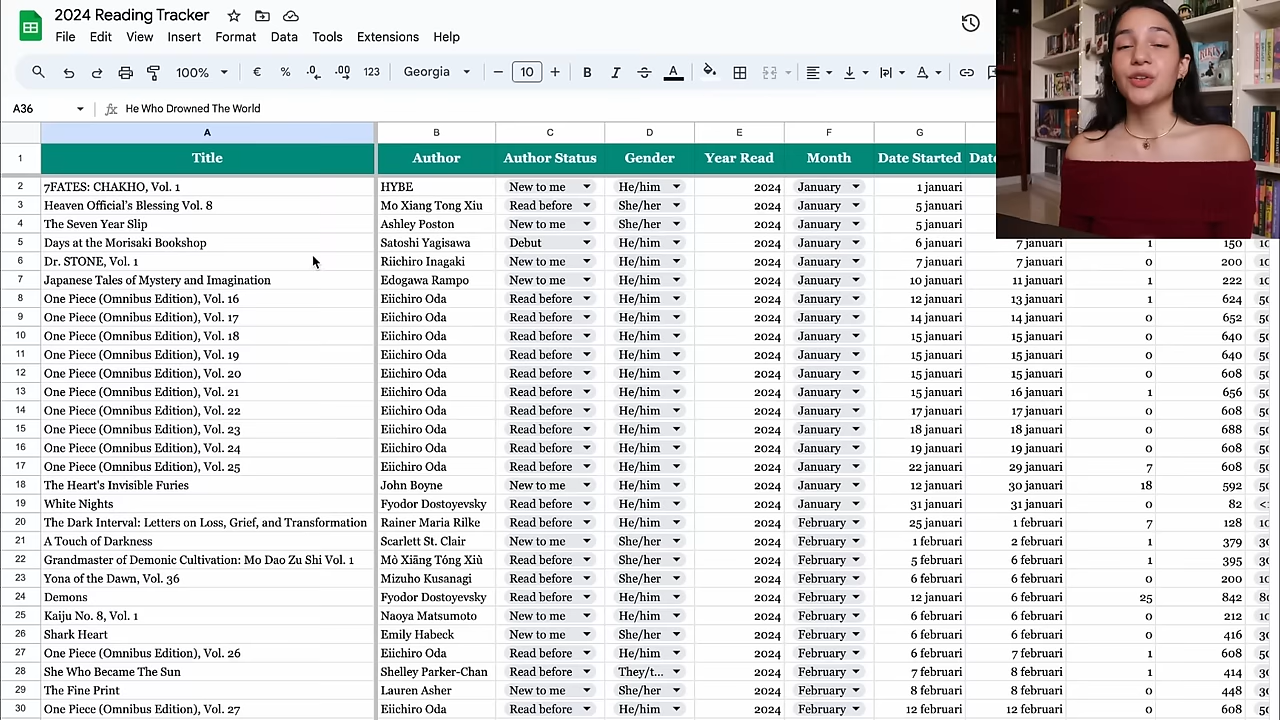 2024 Reading Tracker
File Edit View Insert Format Data Tools Extensions Help
100% € % .0 .00 123 Georgia − 10 + B I S A
A36 fx He Who Drowned The World
A B C D E F G
1 Title Author Author Status Gender Year Read Month Date Started
2 7FATES: CHAKHO, Vol. 1 HYBE New to me He/him 2024 January 1 januari
3 Heaven Official's Blessing Vol. 8 Mo Xiang Tong Xiu Read before She/her 2024 January 5 januari
4 The Seven Year Slip Ashley Poston New to me She/her 2024 January 5 januari
5 Days at the Morisaki Bookshop Satoshi Yagisawa Debut He/him 2024 January 6 januari 7 januari 1 150
6 Dr. STONE, Vol. 1 Riichiro Inagaki New to me He/him 2024 January 7 januari 7 januari 0 200
7 Japanese Tales of Mystery and Imagination Edogawa Rampo New to me He/him 2024 January 10 januari 11 januari 1 222
8 One Piece (Omnibus Edition), Vol. 16 Eiichiro Oda Read before He/him 2024 January 12 januari 13 januari 1 624
9 One Piece (Omnibus Edition), Vol. 17 Eiichiro Oda Read before He/him 2024 January 14 januari 14 januari 0 652
10 One Piece (Omnibus Edition), Vol. 18 Eiichiro Oda Read before He/him 2024 January 15 januari 15 januari 0 640
11 One Piece (Omnibus Edition), Vol. 19 Eiichiro Oda Read before He/him 2024 January 15 januari 15 januari 0 640
12 One Piece (Omnibus Edition), Vol. 20 Eiichiro Oda Read before He/him 2024 January 15 januari 15 januari 0 608
13 One Piece (Omnibus Edition), Vol. 21 Eiichiro Oda Read before He/him 2024 January 15 januari 16 januari 1 656
14 One Piece (Omnibus Edition), Vol. 22 Eiichiro Oda Read before He/him 2024 January 17 januari 17 januari 0 608
15 One Piece (Omnibus Edition), Vol. 23 Eiichiro Oda Read before He/him 2024 January 18 januari 18 januari 0 688
16 One Piece (Omnibus Edition), Vol. 24 Eiichiro Oda Read before He/him 2024 January 19 januari 19 januari 0 608
17 One Piece (Omnibus Edition), Vol. 25 Eiichiro Oda Read before He/him 2024 January 22 januari 29 januari 7 608
18 The Heart's Invisible Furies John Boyne New to me He/him 2024 January 12 januari 30 januari 18 592
19 White Nights Fyodor Dostoyevsky Read before He/him 2024 January 31 januari 31 januari 0 82
20 The Dark Interval: Letters on Loss, Grief, and Transformation Rainer Maria Rilke Read before He/him 2024 February 25 januari 1 februari 7 128
21 A Touch of Darkness Scarlett St. Clair New to me She/her 2024 February 1 februari 2 februari 1 379
22 Grandmaster of Demonic Cultivation: Mo Dao Zu Shi Vol. 1 Mò Xiāng Tóng Xiù Read before She/her 2024 February 5 februari 6 februari 1 395
23 Yona of the Dawn, Vol. 36 Mizuho Kusanagi Read before She/her 2024 February 6 februari 6 februari 0 200
24 Demons Fyodor Dostoyevsky Read before He/him 2024 February 12 januari 6 februari 25 842
25 Kaiju No. 8, Vol. 1 Naoya Matsumoto New to me He/him 2024 February 6 februari 6 februari 0 212
26 Shark Heart Emily Habeck New to me She/her 2024 February 6 februari 6 februari 0 416
27 One Piece (Omnibus Edition), Vol. 26 Eiichiro Oda Read before He/him 2024 February 6 februari 7 februari 1 608
28 She Who Became The Sun Shelley Parker-Chan Read before They/t... 2024 February 7 februari 8 februari 1 414
29 The Fine Print Lauren Asher New to me She/her 2024 February 8 februari 8 februari 0 448
30 One Piece (Omnibus Edition), Vol. 27 Eiichiro Oda Read before He/him 2024 February 12 februari 12 februari 0 608